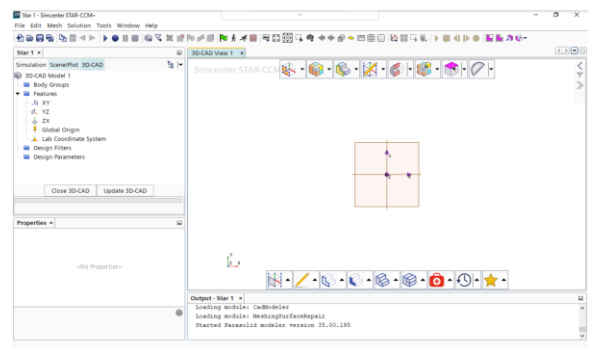 Star 1 - Simcenter STAR-CCM+
File Edit Mesh Solution Tools Window Help
Star 1
3D-CAD View 1
Simulation Scene/Plot 3D-CAD
Simcenter STAR-CCM
3D-CAD Model 1
Body Groups
Features
XY
YZ
ZX
Global Origin
Lab Coordinate System
Design Filters
Design Parameters
Close 3D-CAD Update 3D-CAD
Properties
<No Properties>
Y
Z X
Output - Star 1
Loading module: CadModeler
Loading module: MeshingSurfaceRepair
Started Parasolid modeler version 35.00.195